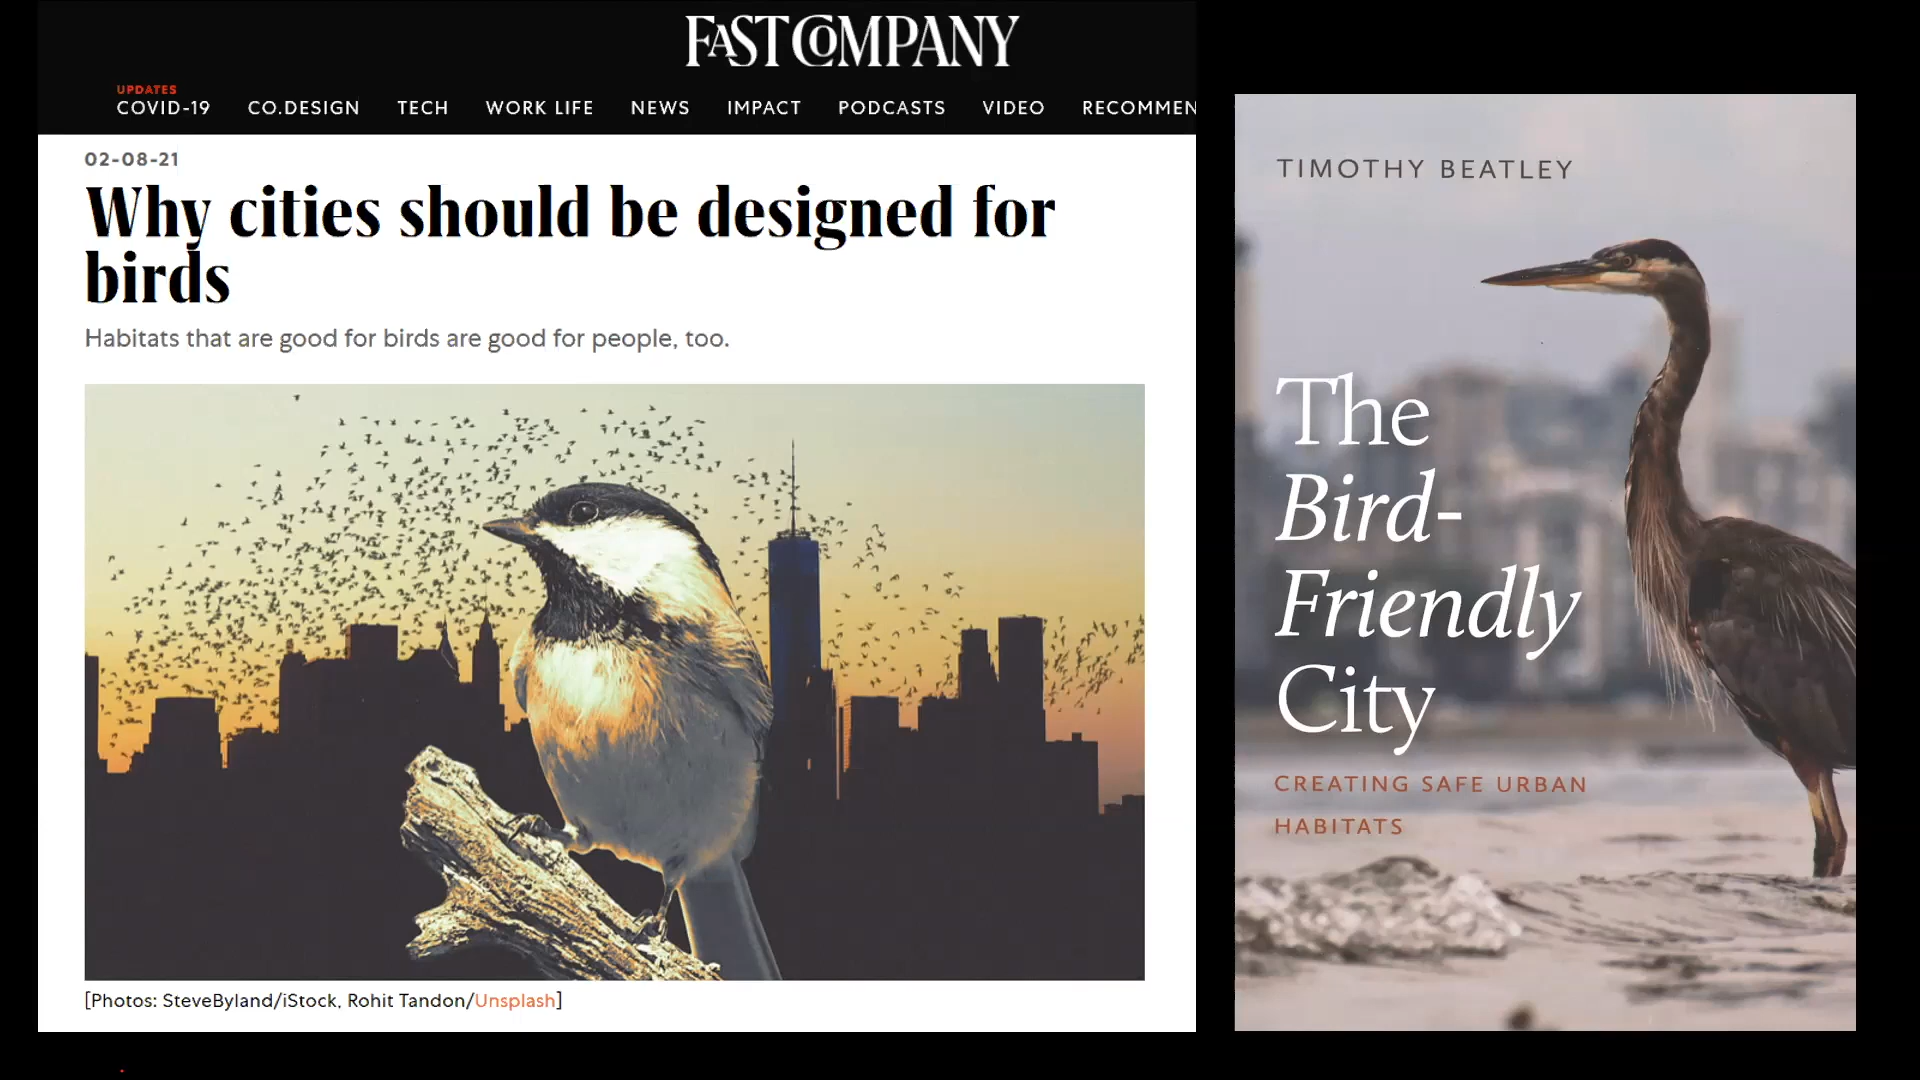 FAST COMPANY
UPDATES
COVID-19 CO.DESIGN TECH WORK LIFE NEWS IMPACT PODCASTS VIDEO RECOMMEN
02-08-21
Why cities should be designed for
birds
Habitats that are good for birds are good for people, too.
[Photos: SteveByland/iStock, Rohit Tandon/Unsplash]
TIMOTHY BEATLEY
The
Bird-
Friendly
City
CREATING SAFE URBAN
HABITATS